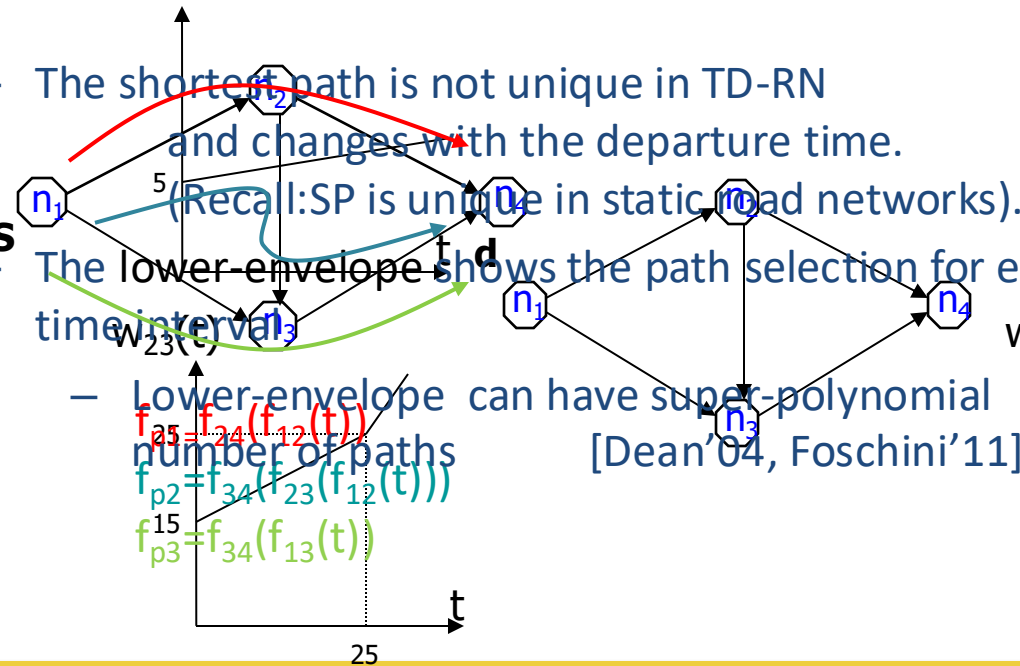 The shortest path is not unique in TD-RN
n2
and changes with the departure time.
5
n1
(Recall:SP is unique in static road networks).
n4
n2
s
t
d
The lower-envelope shows the path selection for e
n1
n4
time interval
n3
w23(t)
w
– Lower-envelope can have super-polynomial
fp1=f24(f12(t))
25
n3
number of paths [Dean’04, Foschini’11]
fp2=f34(f23(f12(t)))
15
fp3=f34(f13(t))
t
25